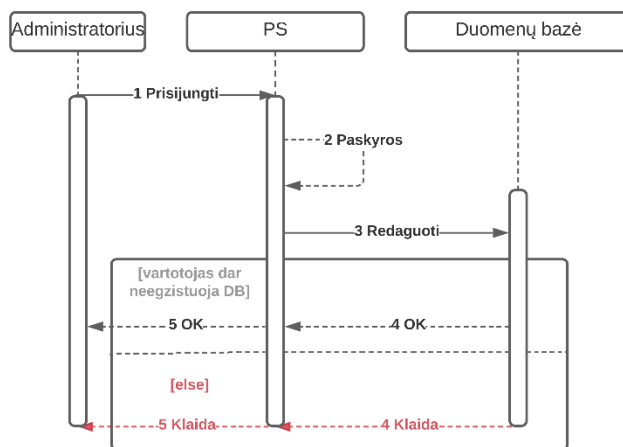 Administratorius
PS
Duomenų bazė
1 Prisijungti
2 Paskyros
3 Redaguoti
[vartotojas dar
neegzistuoja DB]
5 OK
4 OK
[else]
5 Klaida
4 Klaida